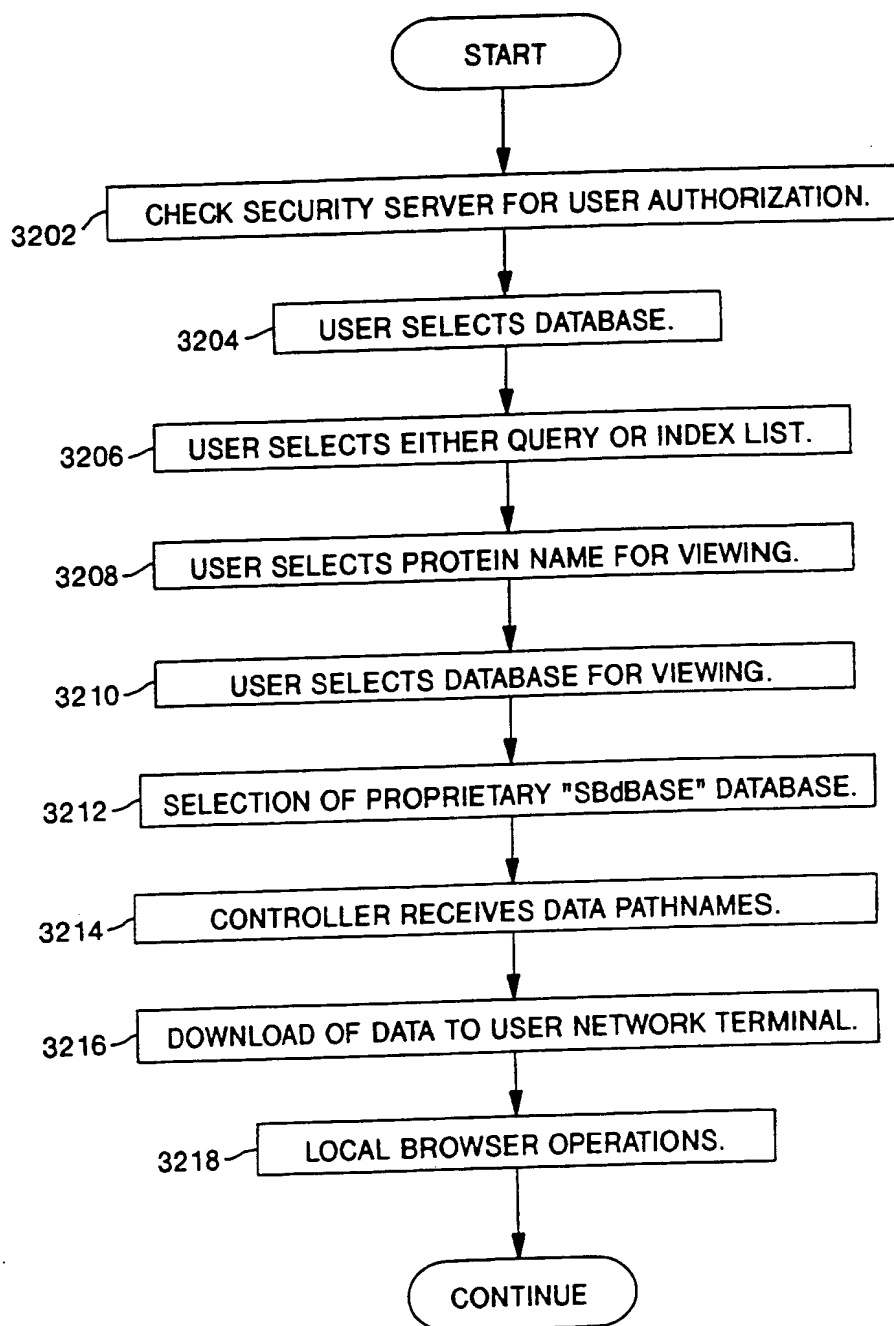 START
3202 CHECK SECURITY SERVER FOR USER AUTHORIZATION.
3204 USER SELECTS DATABASE.
3206 USER SELECTS EITHER QUERY OR INDEX LIST.
3208 USER SELECTS PROTEIN NAME FOR VIEWING.
3210 USER SELECTS DATABASE FOR VIEWING.
3212 SELECTION OF PROPRIETARY "SBdBASE" DATABASE.
3214 CONTROLLER RECEIVES DATA PATHNAMES.
3216 DOWNLOAD OF DATA TO USER NETWORK TERMINAL.
3218 LOCAL BROWSER OPERATIONS.
CONTINUE